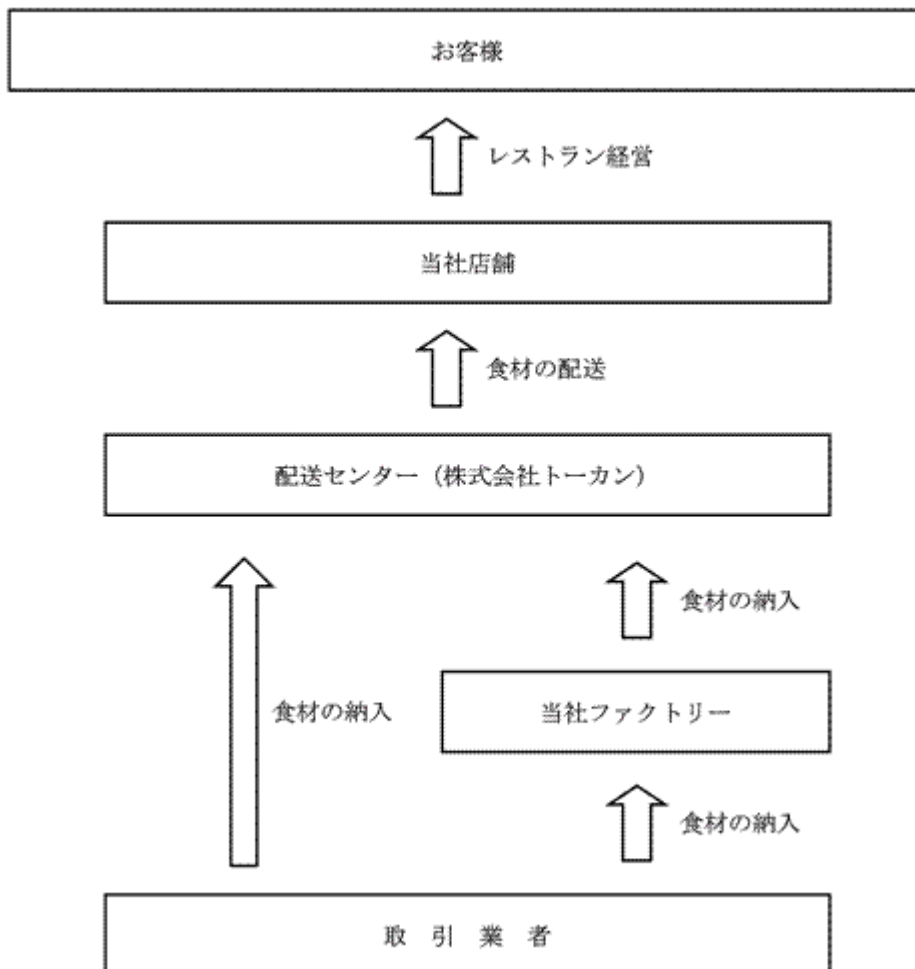 お客様
レストラン経営
当社店舗
食材の配送
配送センター（株式会社トーカン）
食材の納入
当社ファクトリー
食材の納入
食材の納入
取 引 業 者